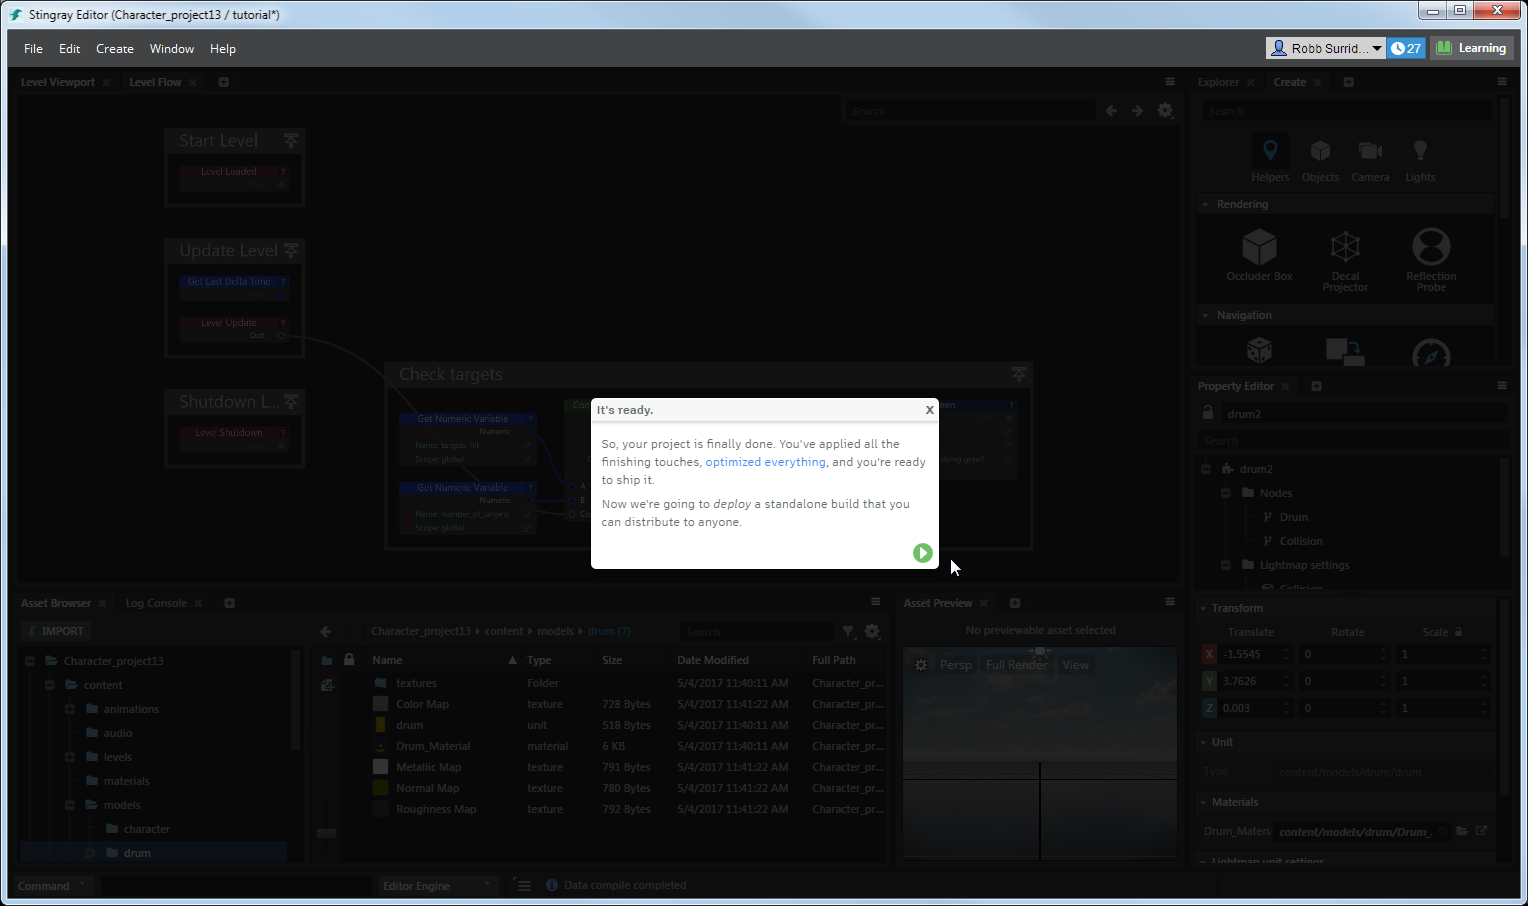 Stingray Editor (Character_project13 / tutorial*)
File Edit Create Window Help
Robb Surrid... 27 Learning
Level Viewport Level Flow
Explorer Create
Search
Search
Start Level
Level Loaded ?
Helpers Objects Camera Lights
Rendering
Update Level
Get Last Delta Time ?
Level Update ?
Out
Occluder Box Decal Projector Reflection Probe
Navigation
Check targets
Shutdown L...
Level Shutdown ?
Get Numeric Variable ?
Numeric
Name: targets_hit
Scope: global
Get Numeric Variable ?
Numeric
Name: number_of_targets
Scope: global
A
B
It's ready. X
So, your project is finally done. You've applied all the
finishing touches, optimized everything, and you're ready
to ship it.
Now we're going to deploy a standalone build that you
can distribute to anyone.
Property Editor
drum2
Search
drum2
Nodes
Drum
Collision
Lightmap settings
Collision
Asset Browser Log Console
IMPORT
Character_project13 content models drum (7)
Search
Character_project13
content
animations
audio
levels
materials
models
character
drum
Name Type Size Date Modified Full Path
textures Folder 5/4/2017 11:40:11 AM Character_pr...
Color Map texture 728 Bytes 5/4/2017 11:41:22 AM Character_pr...
drum unit 518 Bytes 5/4/2017 11:40:11 AM Character_pr...
Drum_Material material 6 KB 5/4/2017 11:40:11 AM Character_pr...
Metallic Map texture 791 Bytes 5/4/2017 11:41:22 AM Character_pr...
Normal Map texture 780 Bytes 5/4/2017 11:41:22 AM Character_pr...
Roughness Map texture 792 Bytes 5/4/2017 11:41:22 AM Character_pr...
Asset Preview
No previewable asset selected
Persp Full Render View
Transform
Translate Rotate Scale
X -1.5545 0 1
Y 3.7626 0 1
Z 0.003 0 1
Unit
Type content/models/drum/drum
Materials
Drum_Materi content/models/drum/Drum_
Lightmap unit settings
Command
Editor Engine
Data compile completed